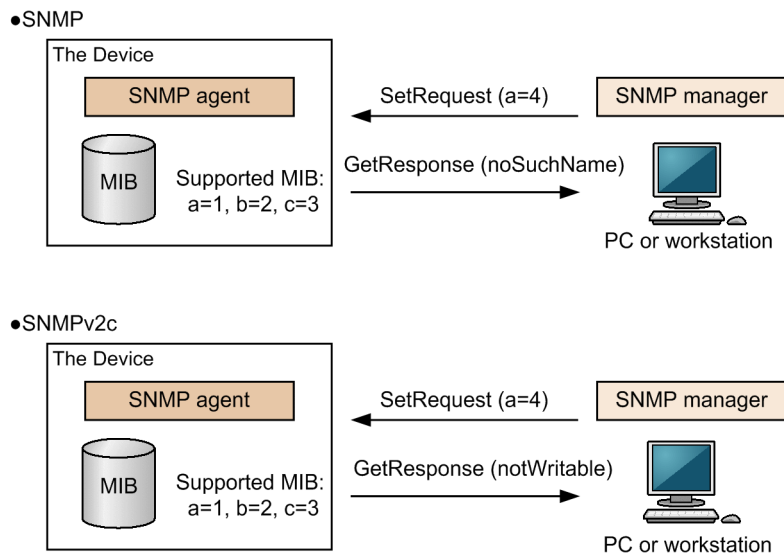 ●SNMP
The Device
SNMP agent
SetRequest (a=4)
SNMP manager
MIB
Supported MIB:
a=1, b=2, c=3
GetResponse (noSuchName)
PC or workstation
●SNMPv2c
The Device
SNMP agent
SetRequest (a=4)
SNMP manager
MIB
Supported MIB:
a=1, b=2, c=3
GetResponse (notWritable)
PC or workstation